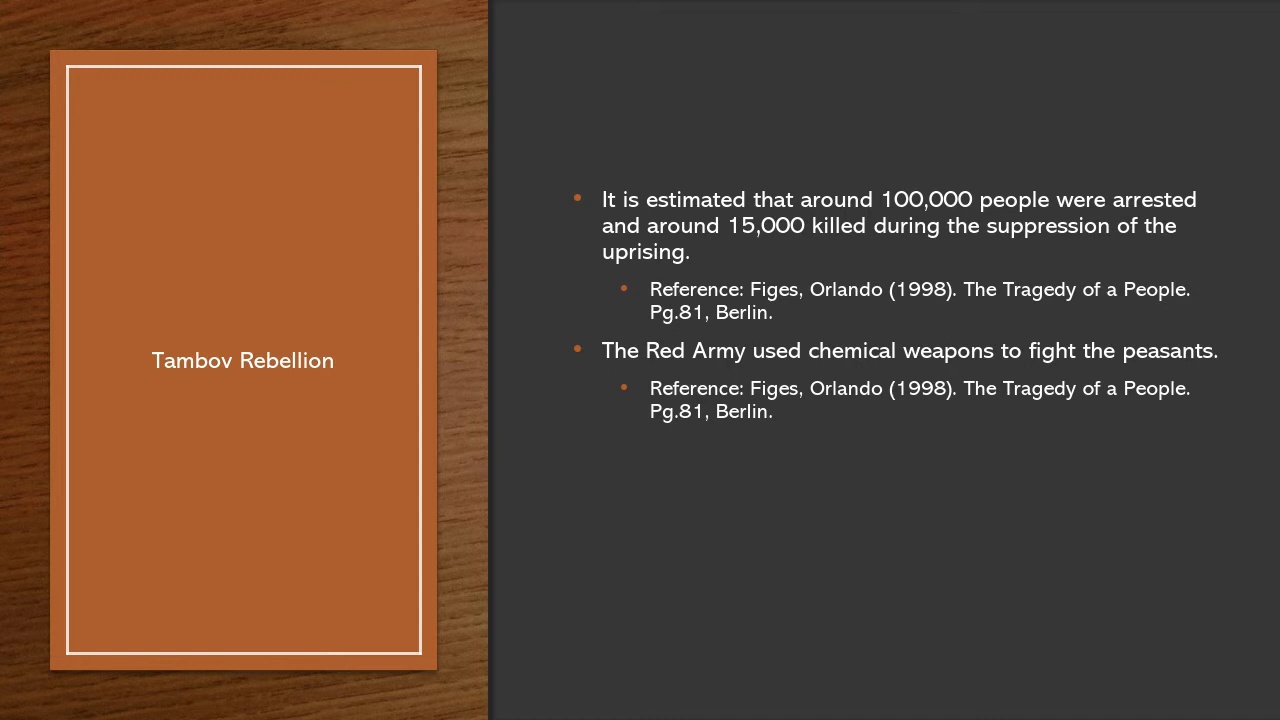 Tambov Rebellion
• It is estimated that around 100,000 people were arrested
and around 15,000 killed during the suppression of the
uprising.
• Reference: Figes, Orlando (1998). The Tragedy of a People.
Pg.81, Berlin.
• The Red Army used chemical weapons to fight the peasants.
• Reference: Figes, Orlando (1998). The Tragedy of a People.
Pg.81, Berlin.